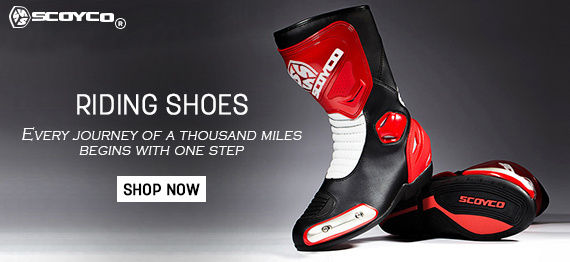 SCOYCO®
RIDING SHOES
EVERY JOURNEY OF A THOUSAND MILES
BEGINS WITH ONE STEP
SHOP NOW
SCOYCO
SCOYCO